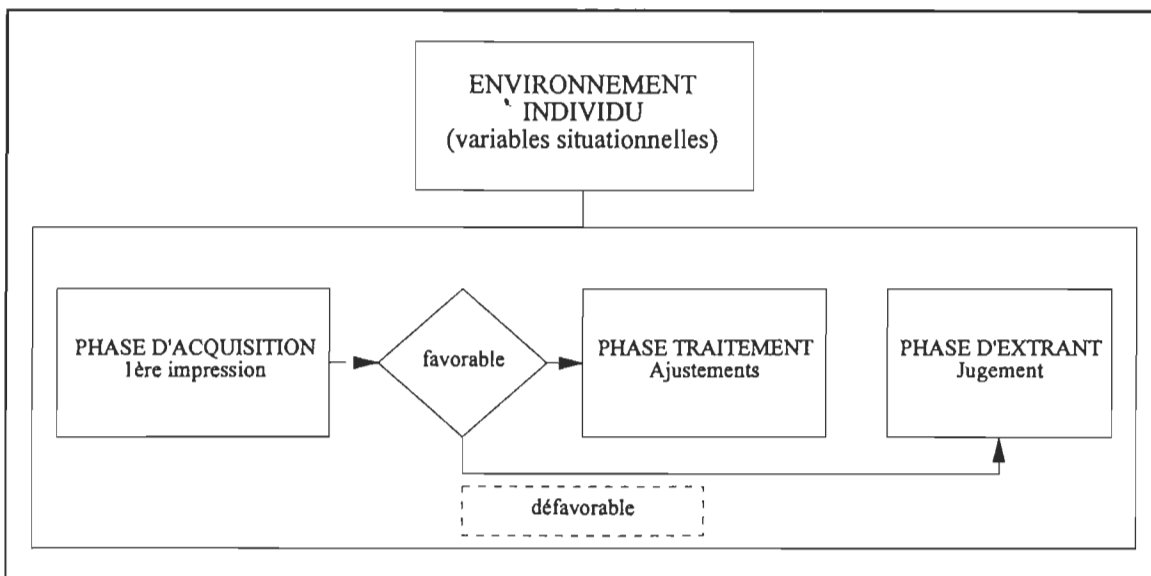 ENVIRONNEMENT
INDIVIDU
(variables situationnelles)
PHASE D'ACQUISITION
1ère impression
favorable
PHASE TRAITEMENT
Ajustements
PHASE D'EXTRANT
Jugement
défavorable